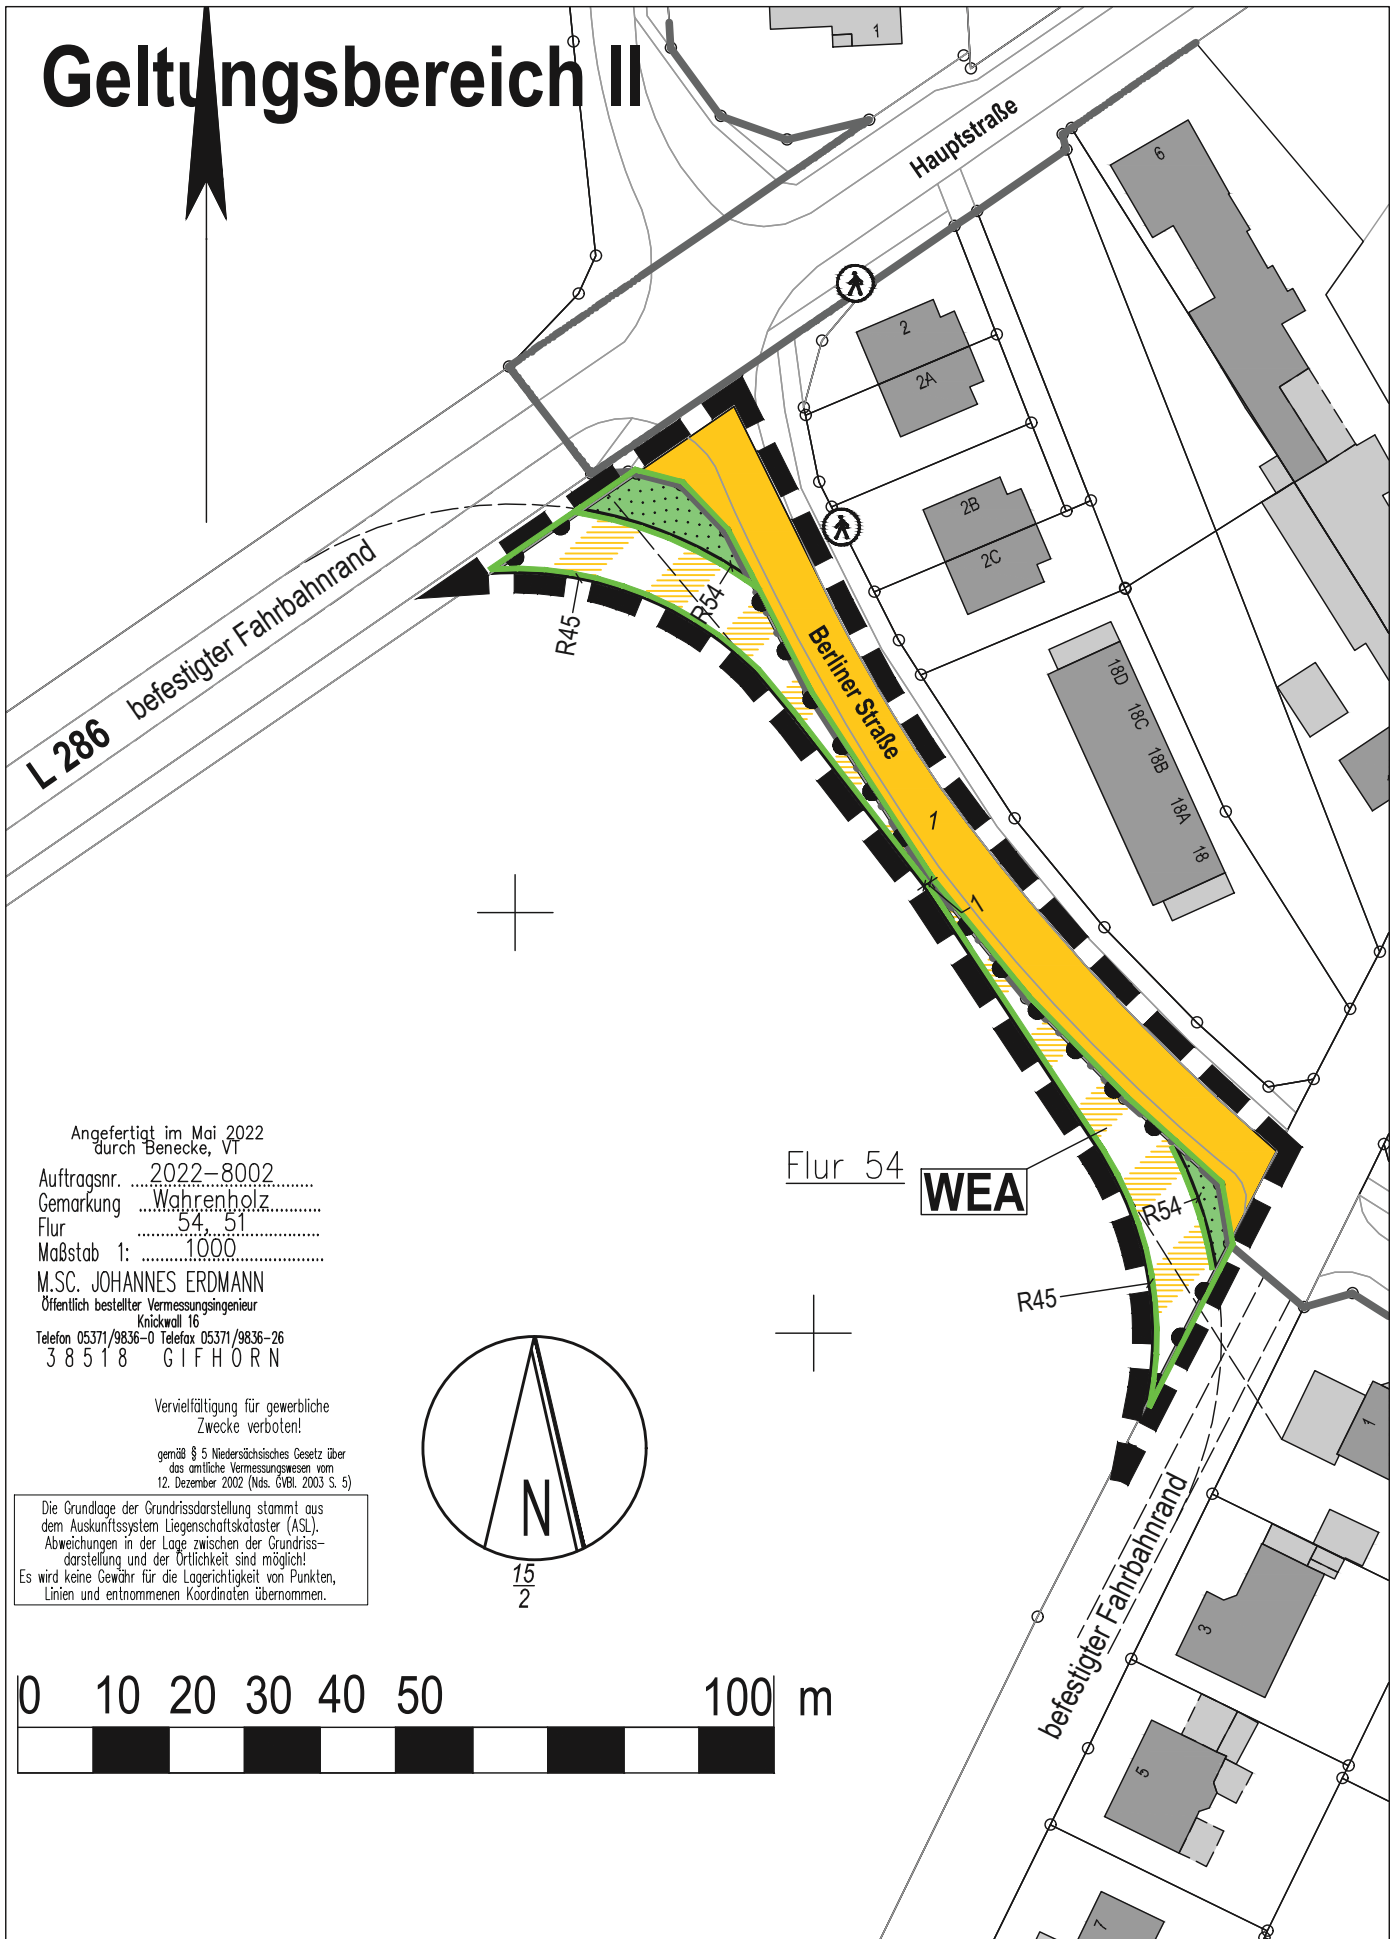 Geltungsbereich II
1
Hauptstraße
6
2
2A
2B
2C
befestigter Fahrbahnrand
L 286
R45
R54
Berliner Straße
18D
18C
18B
18A
18
1
1
Angefertigt im Mai 2022
durch Benecke, VT
Auftragsnr. 2022-8002
Gemarkung Wahrenholz
Flur 54, 51
Maßstab 1: 1000
M.SC. JOHANNES ERDMANN
Öffentlich bestellter Vermessungsingenieur
Knickwall 16
Telefon 05371/9836-0 Telefax 05371/9836-26
38518 GIFHORN
Flur 54
WEA
R54
R45
Vervielfältigung für gewerbliche
Zwecke verboten!
gemäß § 5 Niedersächsisches Gesetz über
das amtliche Vermessungswesen vom
12. Dezember 2002 (Nds. GVBl. 2003 S. 5)
Die Grundlage der Grundrissdarstellung stammt aus
dem Auskunftssystem Liegenschaftskataster (ASL).
Abweichungen in der Lage zwischen der Grundriss-
darstellung und der Örtlichkeit sind möglich!
Es wird keine Gewähr für die Lagerichtigkeit von Punkten,
Linien und entnommenen Koordinaten übernommen.
N
15
2
1
befestigter Fahrbahnrand
3
5
7
0 10 20 30 40 50 100 m